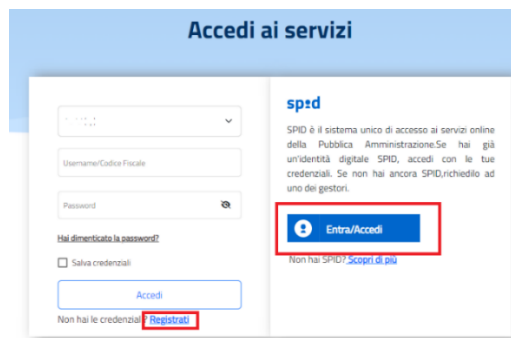 Accedi ai servizi
Username/Codice Fiscale
Password
Hai dimenticato la password?
Salva credenziali
Accedi
Non hai le credenziali? Registrati
spid
SPID è il sistema unico di accesso ai servizi online
della Pubblica Amministrazione.Se hai già
un'identità digitale SPID, accedi con le tue
credenziali. Se non hai ancora SPID,richiedilo ad
uno dei gestori.
Entra/Accedi
Non hai SPID? Scopri di più